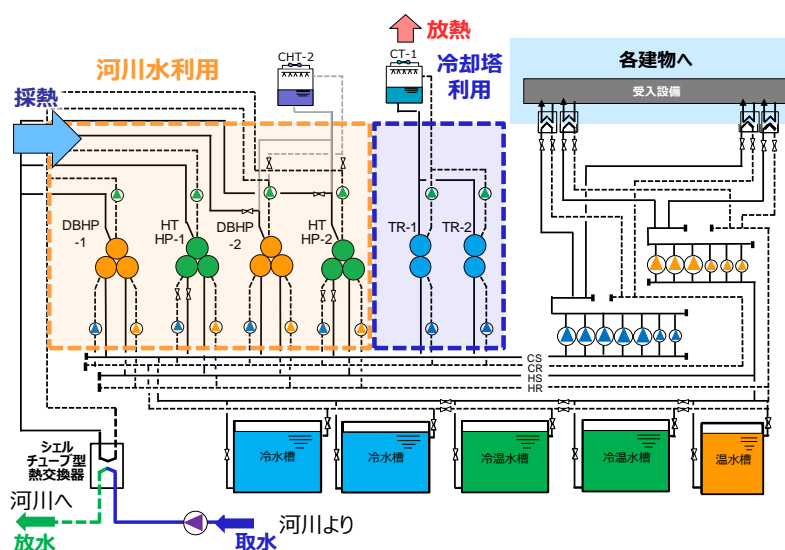 CHT-2
CT-1
放熱
河川水利用
冷却塔
利用
各建物へ
受入設備
採熱
DBHP
-1
HT
HP-1
DBHP
-2
HT
HP-2
TR-1
TR-2
CS
CR
HS
HR
冷水槽
冷水槽
冷温水槽
冷温水槽
温水槽
シェル
チューブ型
熱交換器
河川へ
放水
取水
河川より